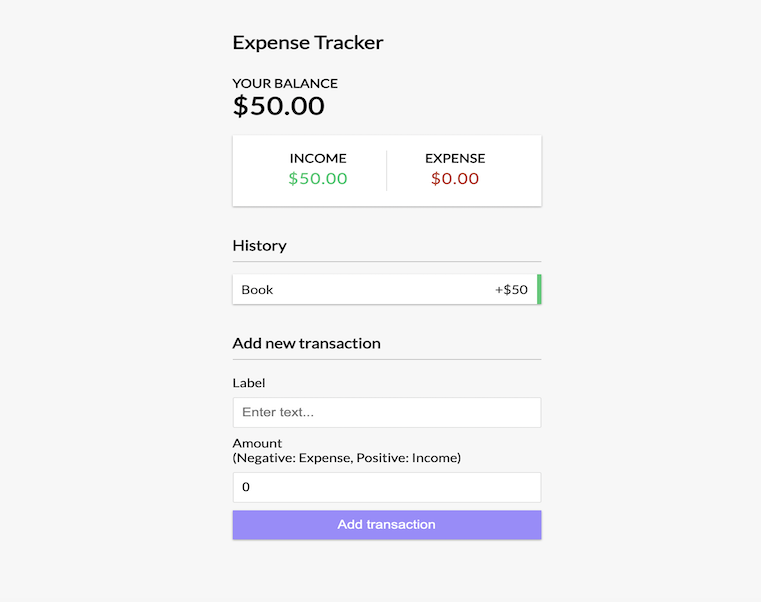 Expense Tracker
YOUR BALANCE
$50.00
INCOME
$50.00
EXPENSE
$0.00
History
Book +$50
Add new transaction
Label
Enter text...
Amount
(Negative: Expense, Positive: Income)
0
Add transaction